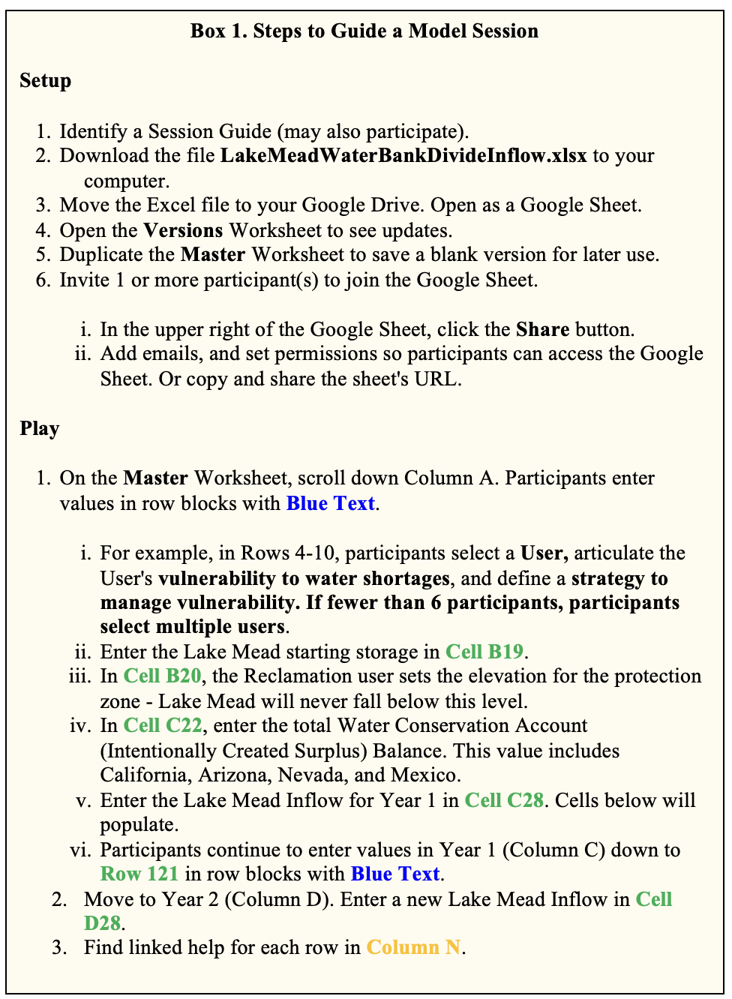 Box 1. Steps to Guide a Model Session
Setup
1. Identify a Session Guide (may also participate).
2. Download the file LakeMeadWaterBankDivideInflow.xlsx to your
computer.
3. Move the Excel file to your Google Drive. Open as a Google Sheet.
4. Open the Versions Worksheet to see updates.
5. Duplicate the Master Worksheet to save a blank version for later use.
6. Invite 1 or more participant(s) to join the Google Sheet.
i. In the upper right of the Google Sheet, click the Share button.
ii. Add emails, and set permissions so participants can access the Google
Sheet. Or copy and share the sheet's URL.
Play
1. On the Master Worksheet, scroll down Column A. Participants enter
values in row blocks with Blue Text.
i. For example, in Rows 4-10, participants select a User, articulate the
User's vulnerability to water shortages, and define a strategy to
manage vulnerability. If fewer than 6 participants, participants
select multiple users.
ii. Enter the Lake Mead starting storage in Cell B19.
iii. In Cell B20, the Reclamation user sets the elevation for the protection
zone - Lake Mead will never fall below this level.
iv. In Cell C22, enter the total Water Conservation Account
(Intentionally Created Surplus) Balance. This value includes
California, Arizona, Nevada, and Mexico.
v. Enter the Lake Mead Inflow for Year 1 in Cell C28. Cells below will
populate.
vi. Participants continue to enter values in Year 1 (Column C) down to
Row 121 in row blocks with Blue Text.
2. Move to Year 2 (Column D). Enter a new Lake Mead Inflow in Cell
D28.
3. Find linked help for each row in Column N.